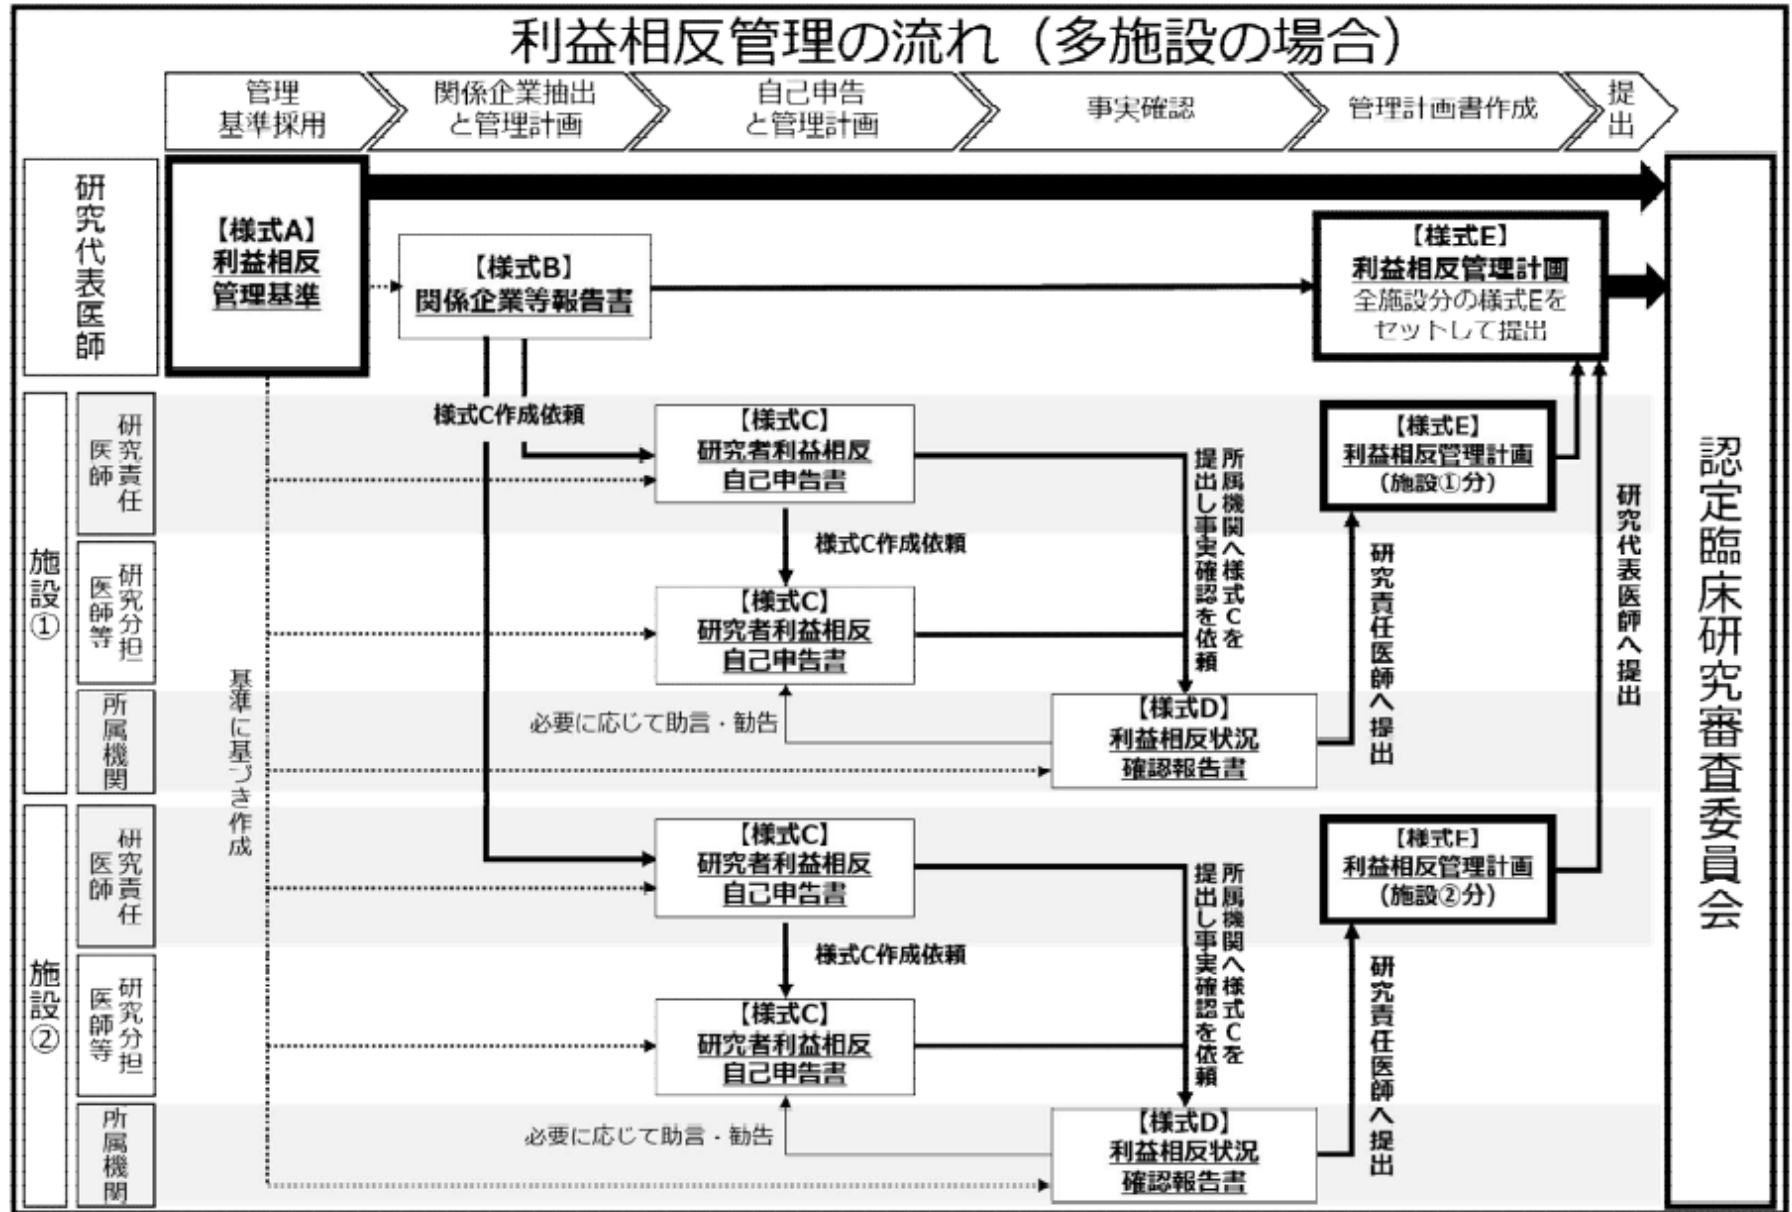 利益相反管理の流れ（多施設の場合）
管理
基準採用
関係企業抽出
と管理計画
自己申告
と管理計画
事実確認
管理計画書作成
提出
研究代表医師
【様式A】
利益相反
管理基準
【様式B】
関係企業等報告書
【様式E】
利益相反管理計画
全施設分の様式Eを
セットして提出
認定臨床研究審査委員会
施設①
研究責任
医師
様式C作成依頼
【様式C】
研究者利益相反
自己申告書
所属機関へ様式Cを
提出し事実確認を依頼
【様式E】
利益相反管理計画
（施設①分）
研究代表医師へ提出
研究分担
医師等
様式C作成依頼
【様式C】
研究者利益相反
自己申告書
研究責任医師へ提出
所属機関
基準に基づき作成
必要に応じて助言・勧告
【様式D】
利益相反状況
確認報告書
施設②
研究責任
医師
【様式C】
研究者利益相反
自己申告書
所属機関へ様式Cを
提出し事実確認を依頼
【様式E】
利益相反管理計画
（施設②分）
研究分担
医師等
様式C作成依頼
【様式C】
研究者利益相反
自己申告書
研究責任医師へ提出
所属機関
必要に応じて助言・勧告
【様式D】
利益相反状況
確認報告書